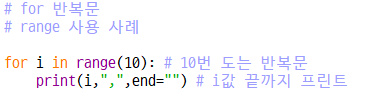 # for 반복문
# range 사용 사례
for i in range(10): # 10번 도는 반복문
    print(i,",",end="") # i값 끝까지 프린트